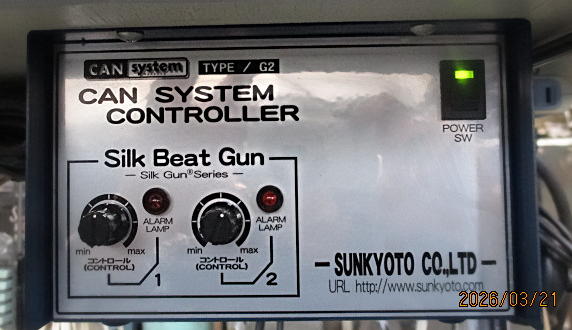 CAN system TYPE / G2
CAN SYSTEM
CONTROLLER
POWER
SW
Silk Beat Gun
— Silk Gun®Series —
ALARM
LAMP
ALARM
LAMP
min max min max
コントロール コントロール
(CONTROL) (CONTROL)
1 2
— SUNKYOTO CO.,LTD —
URL http://www.sunkyoto.com
2026/03/21